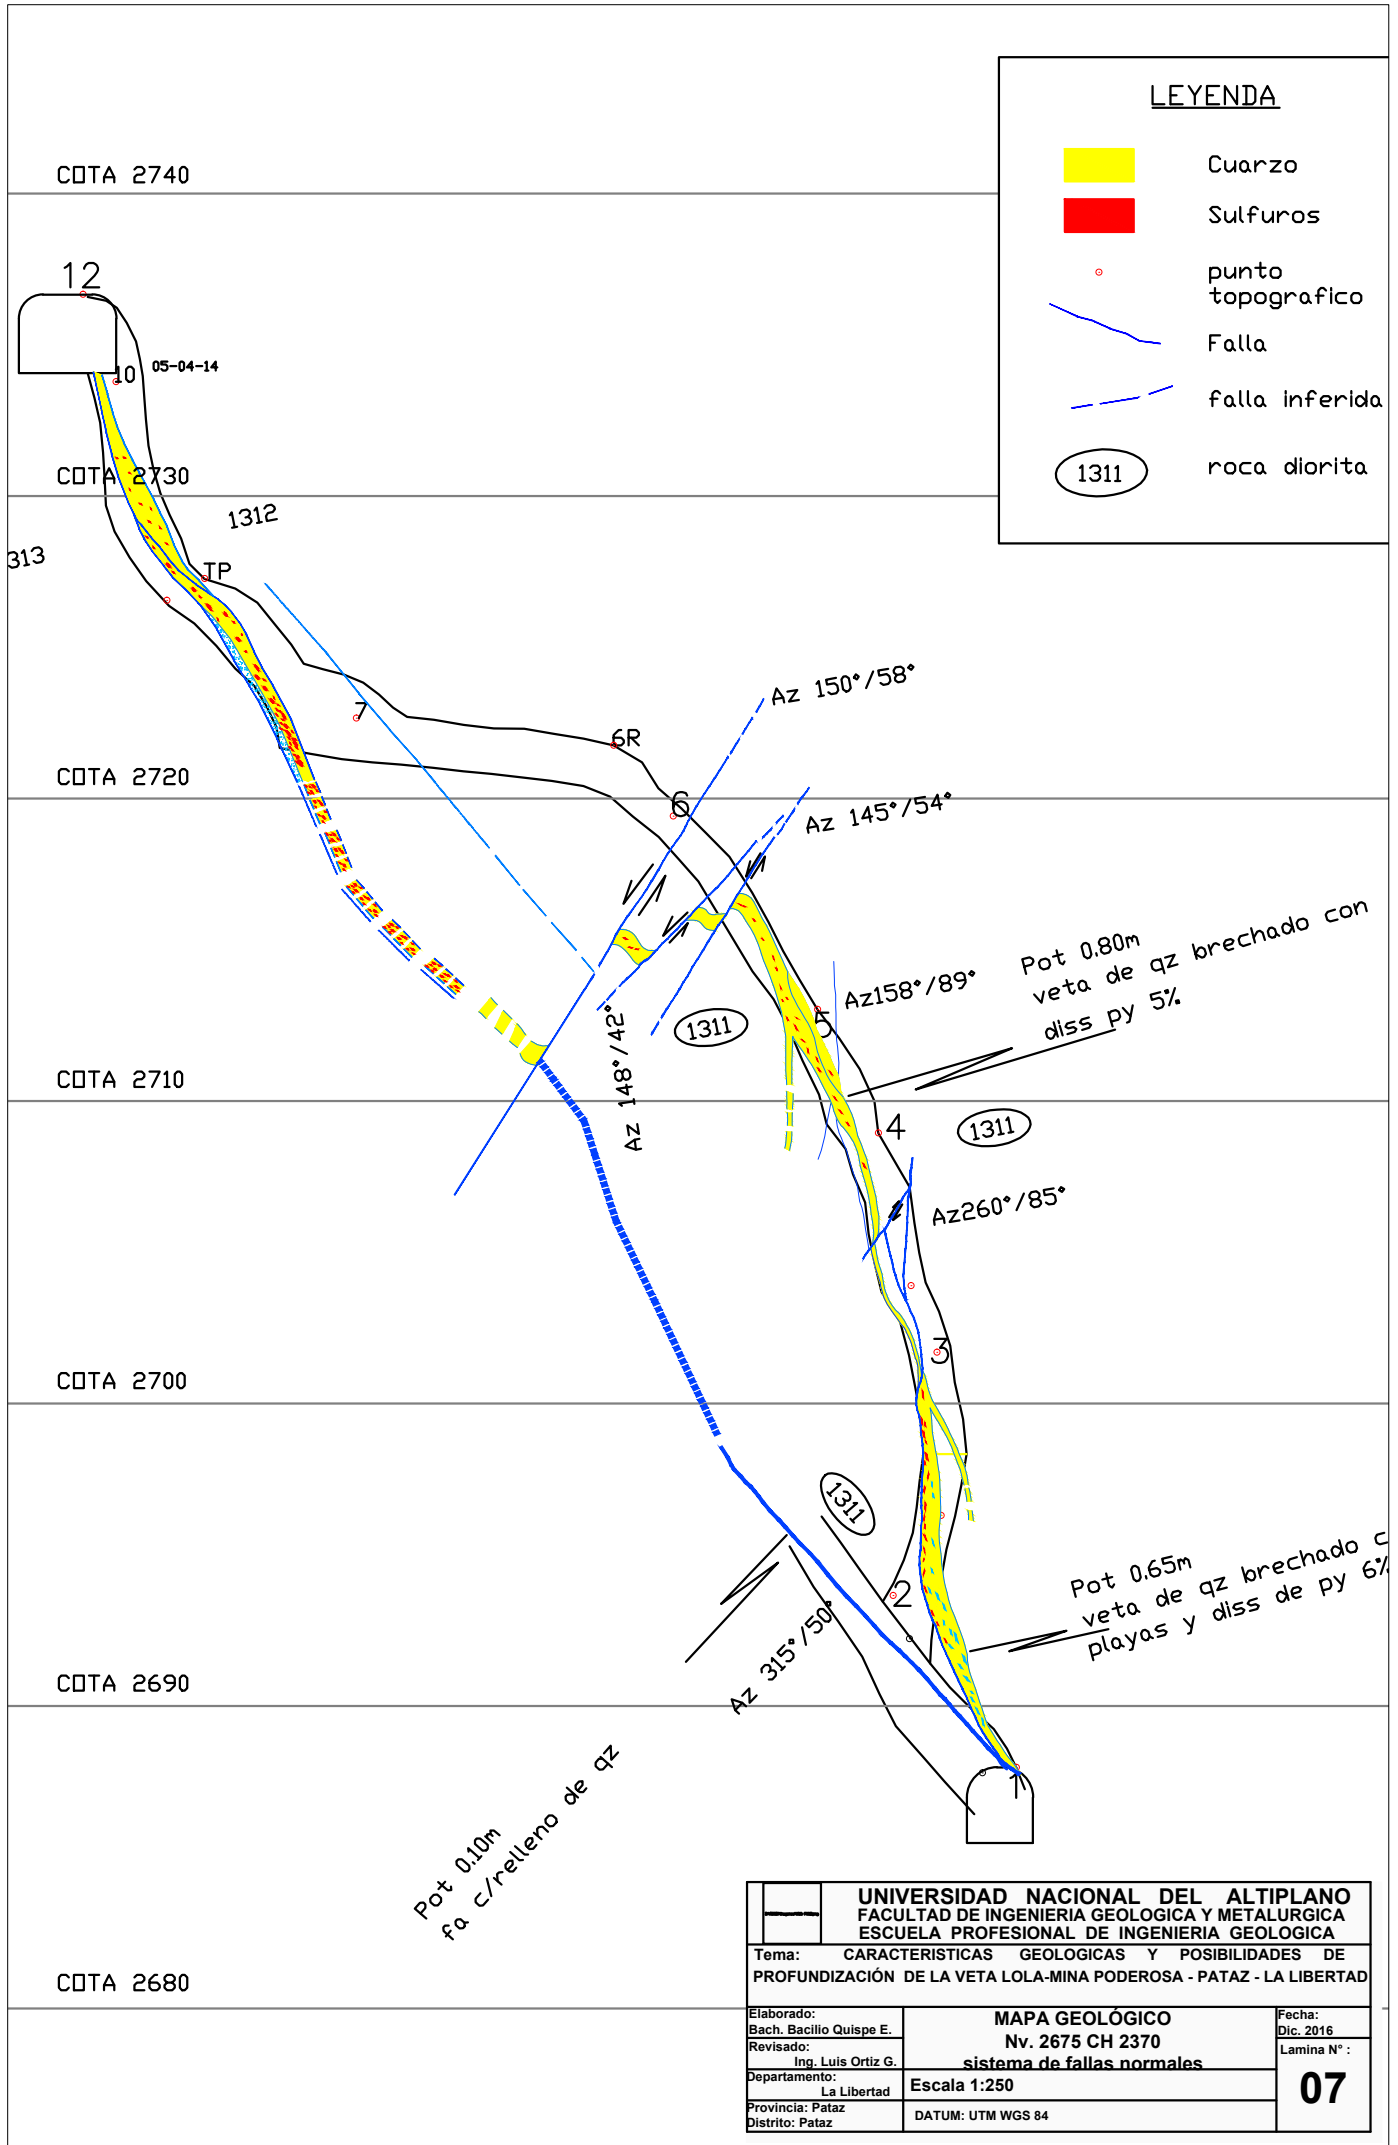 LEYENDA
Cuarzo
Sulfuros
punto
topografico
Falla
falla inferida
1311
roca diorita
COTA 2740
12
10
05-04-14
COTA 2730
1312
313
TP
7
6R
Az 150°/58°
COTA 2720
6
Az 145°/54°
Pot 0.80m
veta de qz brechado con
diss py 5%
Az158°/89°
5
1311
Az 148°/42°
COTA 2710
4
1311
Az260°/85°
3
COTA 2700
1311
2
Pot 0.65m
veta de qz brechado c
playas y diss de py 6%
Az 315°/50°
COTA 2690
1
Pot 0.10m
fa c/relleno de qz
COTA 2680
UNIVERSIDAD NACIONAL DEL ALTIPLANO
FACULTAD DE INGENIERIA GEOLOGICA Y METALURGICA
ESCUELA PROFESIONAL DE INGENIERIA GEOLOGICA
Tema: CARACTERISTICAS GEOLOGICAS Y POSIBILIDADES DE
PROFUNDIZACIÓN DE LA VETA LOLA-MINA PODEROSA - PATAZ - LA LIBERTAD
Elaborado:
Bach. Bacilio Quispe E.
Revisado:
Ing. Luis Ortiz G.
Departamento:
La Libertad
Provincia: Pataz
Distrito: Pataz
MAPA GEOLÓGICO
Nv. 2675 CH 2370
sistema de fallas normales
Escala 1:250
DATUM: UTM WGS 84
Fecha:
Dic. 2016
Lamina N° :
07